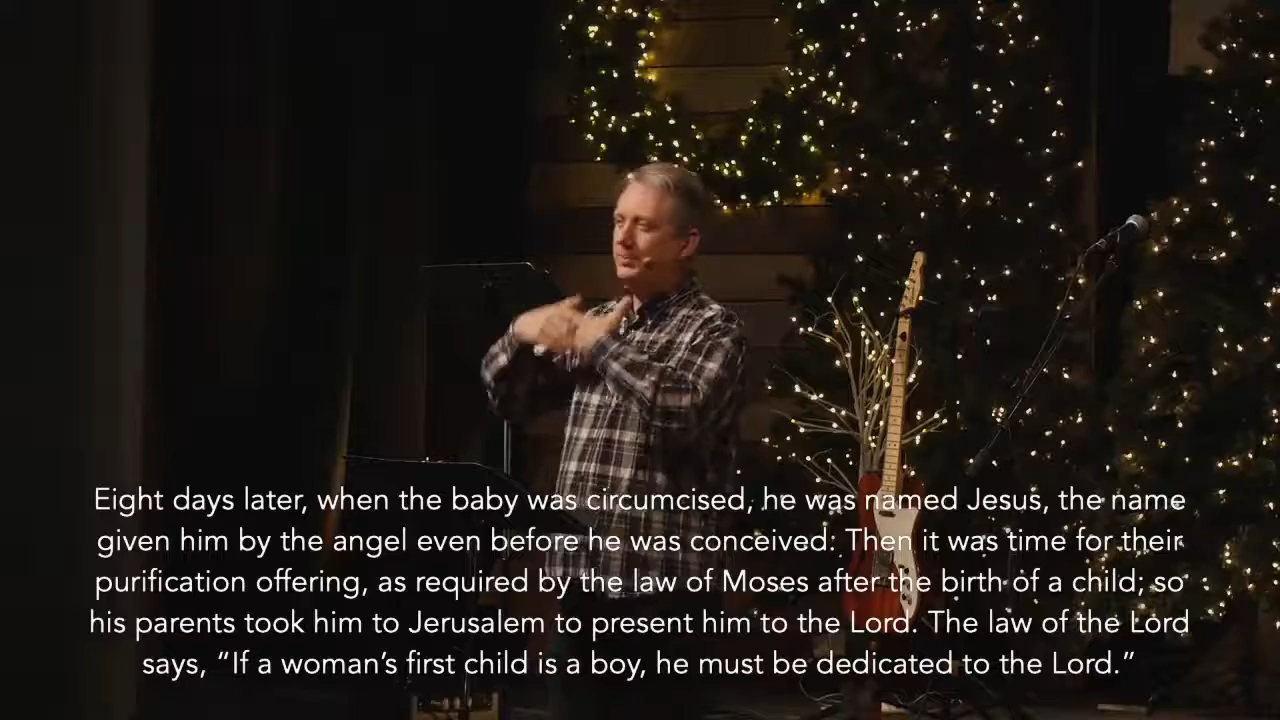 Eight days later, when the baby was circumcised, he was named Jesus, the name
given him by the angel even before he was conceived. Then it was time for their
purification offering, as required by the law of Moses after the birth of a child; so
his parents took him to Jerusalem to present him to the Lord. The law of the Lord
says, “If a woman’s first child is a boy, he must be dedicated to the Lord.”